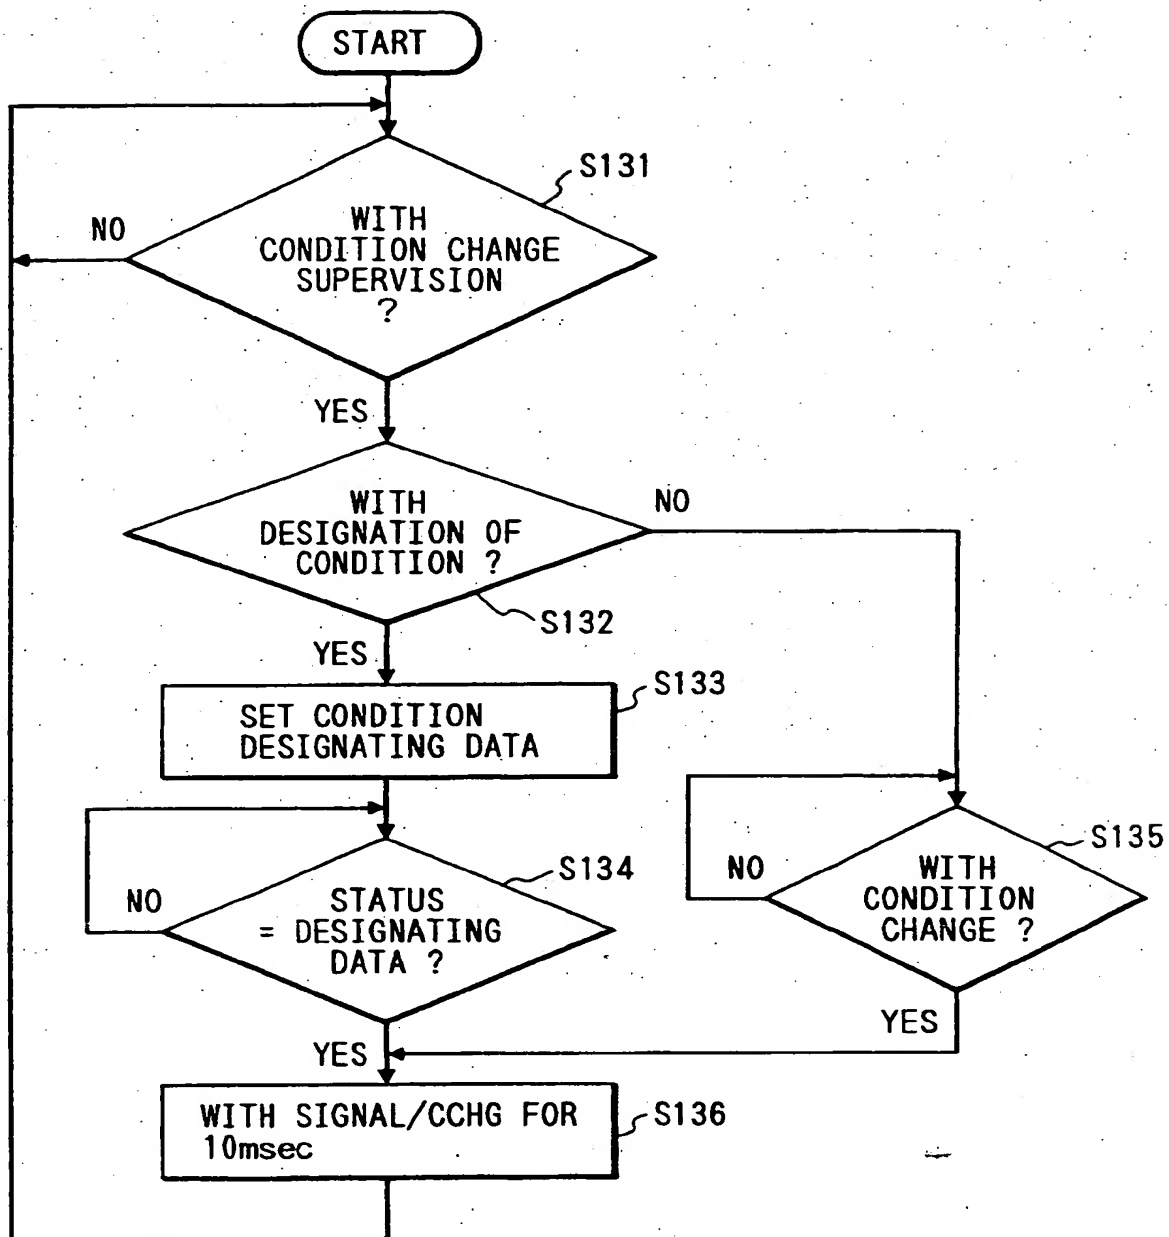 START
S131
NO
WITH
CONDITION CHANGE
SUPERVISION
?
YES
WITH
DESIGNATION OF
CONDITION ?
NO
S132
YES
S133
SET CONDITION
DESIGNATING DATA
S134
NO
STATUS
= DESIGNATING
DATA ?
S135
NO
WITH
CONDITION
CHANGE ?
YES
YES
WITH SIGNAL/CCHG FOR
10msec
S136